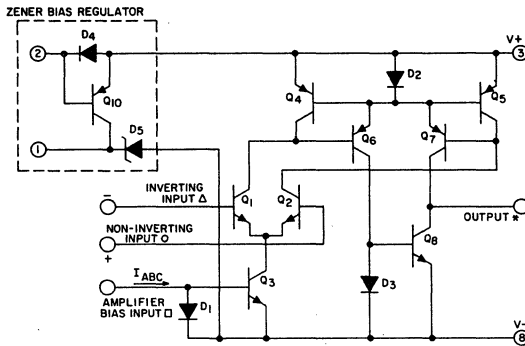 ZENER BIAS REGULATOR
D4
V+
2
3
Q10
Q4
D2
Q5
Q6
Q7
1
D5
−
INVERTING
INPUT Δ
Q1
Q2
NON-INVERTING
INPUT O
+
OUTPUT *
Q8
IABC
Q3
D3
AMPLIFIER
BIAS INPUT □
D1
V-
8